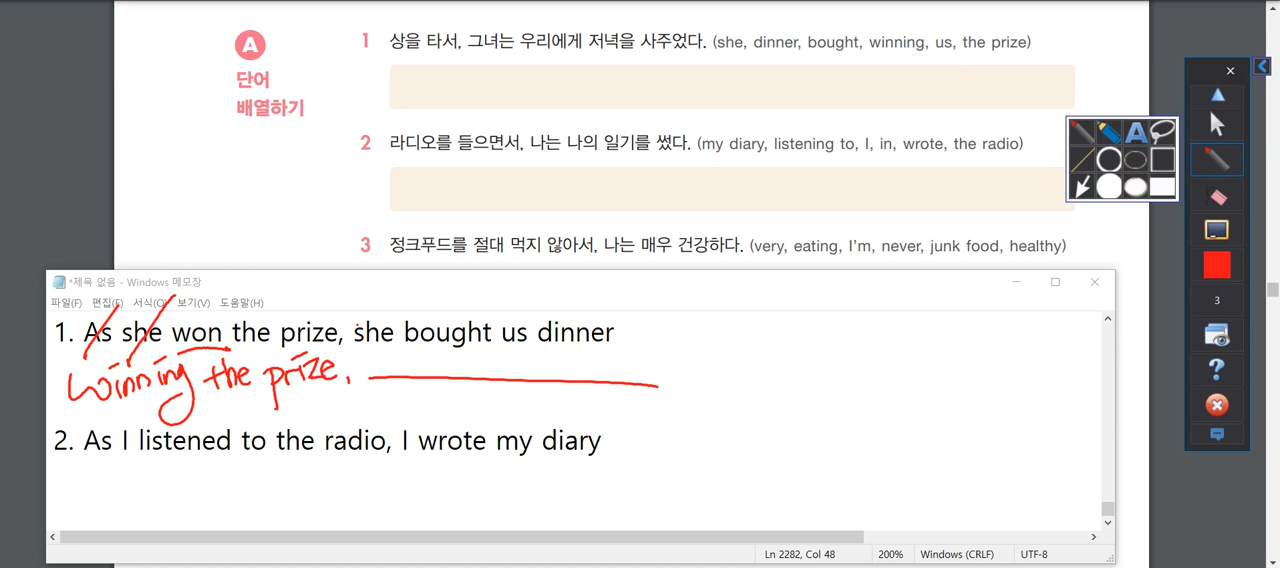 A
단어
배열하기
1 상을 타서, 그녀는 우리에게 저녁을 사주었다. (she, dinner, bought, winning, us, the prize)
2 라디오를 들으면서, 나는 나의 일기를 썼다. (my diary, listening to, I, in, wrote, the radio)
3 정크푸드를 절대 먹지 않아서, 나는 매우 건강하다. (very, eating, I'm, never, junk food, healthy)
*제목 없음 - Windows 메모장
파일(F) 편집(E) 서식(O) 보기(V) 도움말(H)
1. As she won the prize, she bought us dinner
winning the prize,
2. As I listened to the radio, I wrote my diary
Ln 2282, Col 48 200% Windows (CRLF) UTF-8
A
3
?